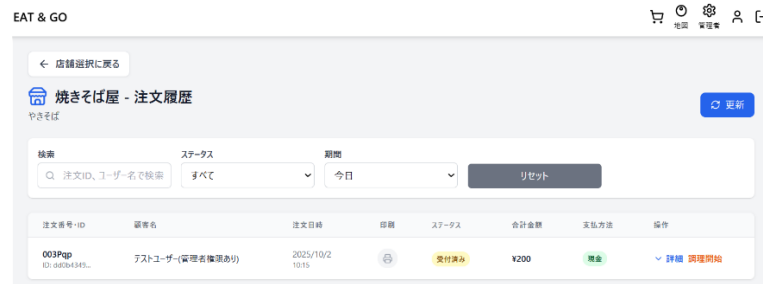 EAT & GO
地図
管理者
← 店舗選択に戻る
焼きそば屋 - 注文履歴
やきそば
更新
検索
ステータス
期間
注文ID、ユーザー名で検索
すべて
今日
リセット
注文番号・ID
顧客名
注文日時
印刷
ステータス
合計金額
支払方法
操作
003Pqp
ID: dd0b4349...
テストユーザー(管理者権限あり)
2025/10/2
10:15
受付済み
¥200
現金
詳細
調理開始